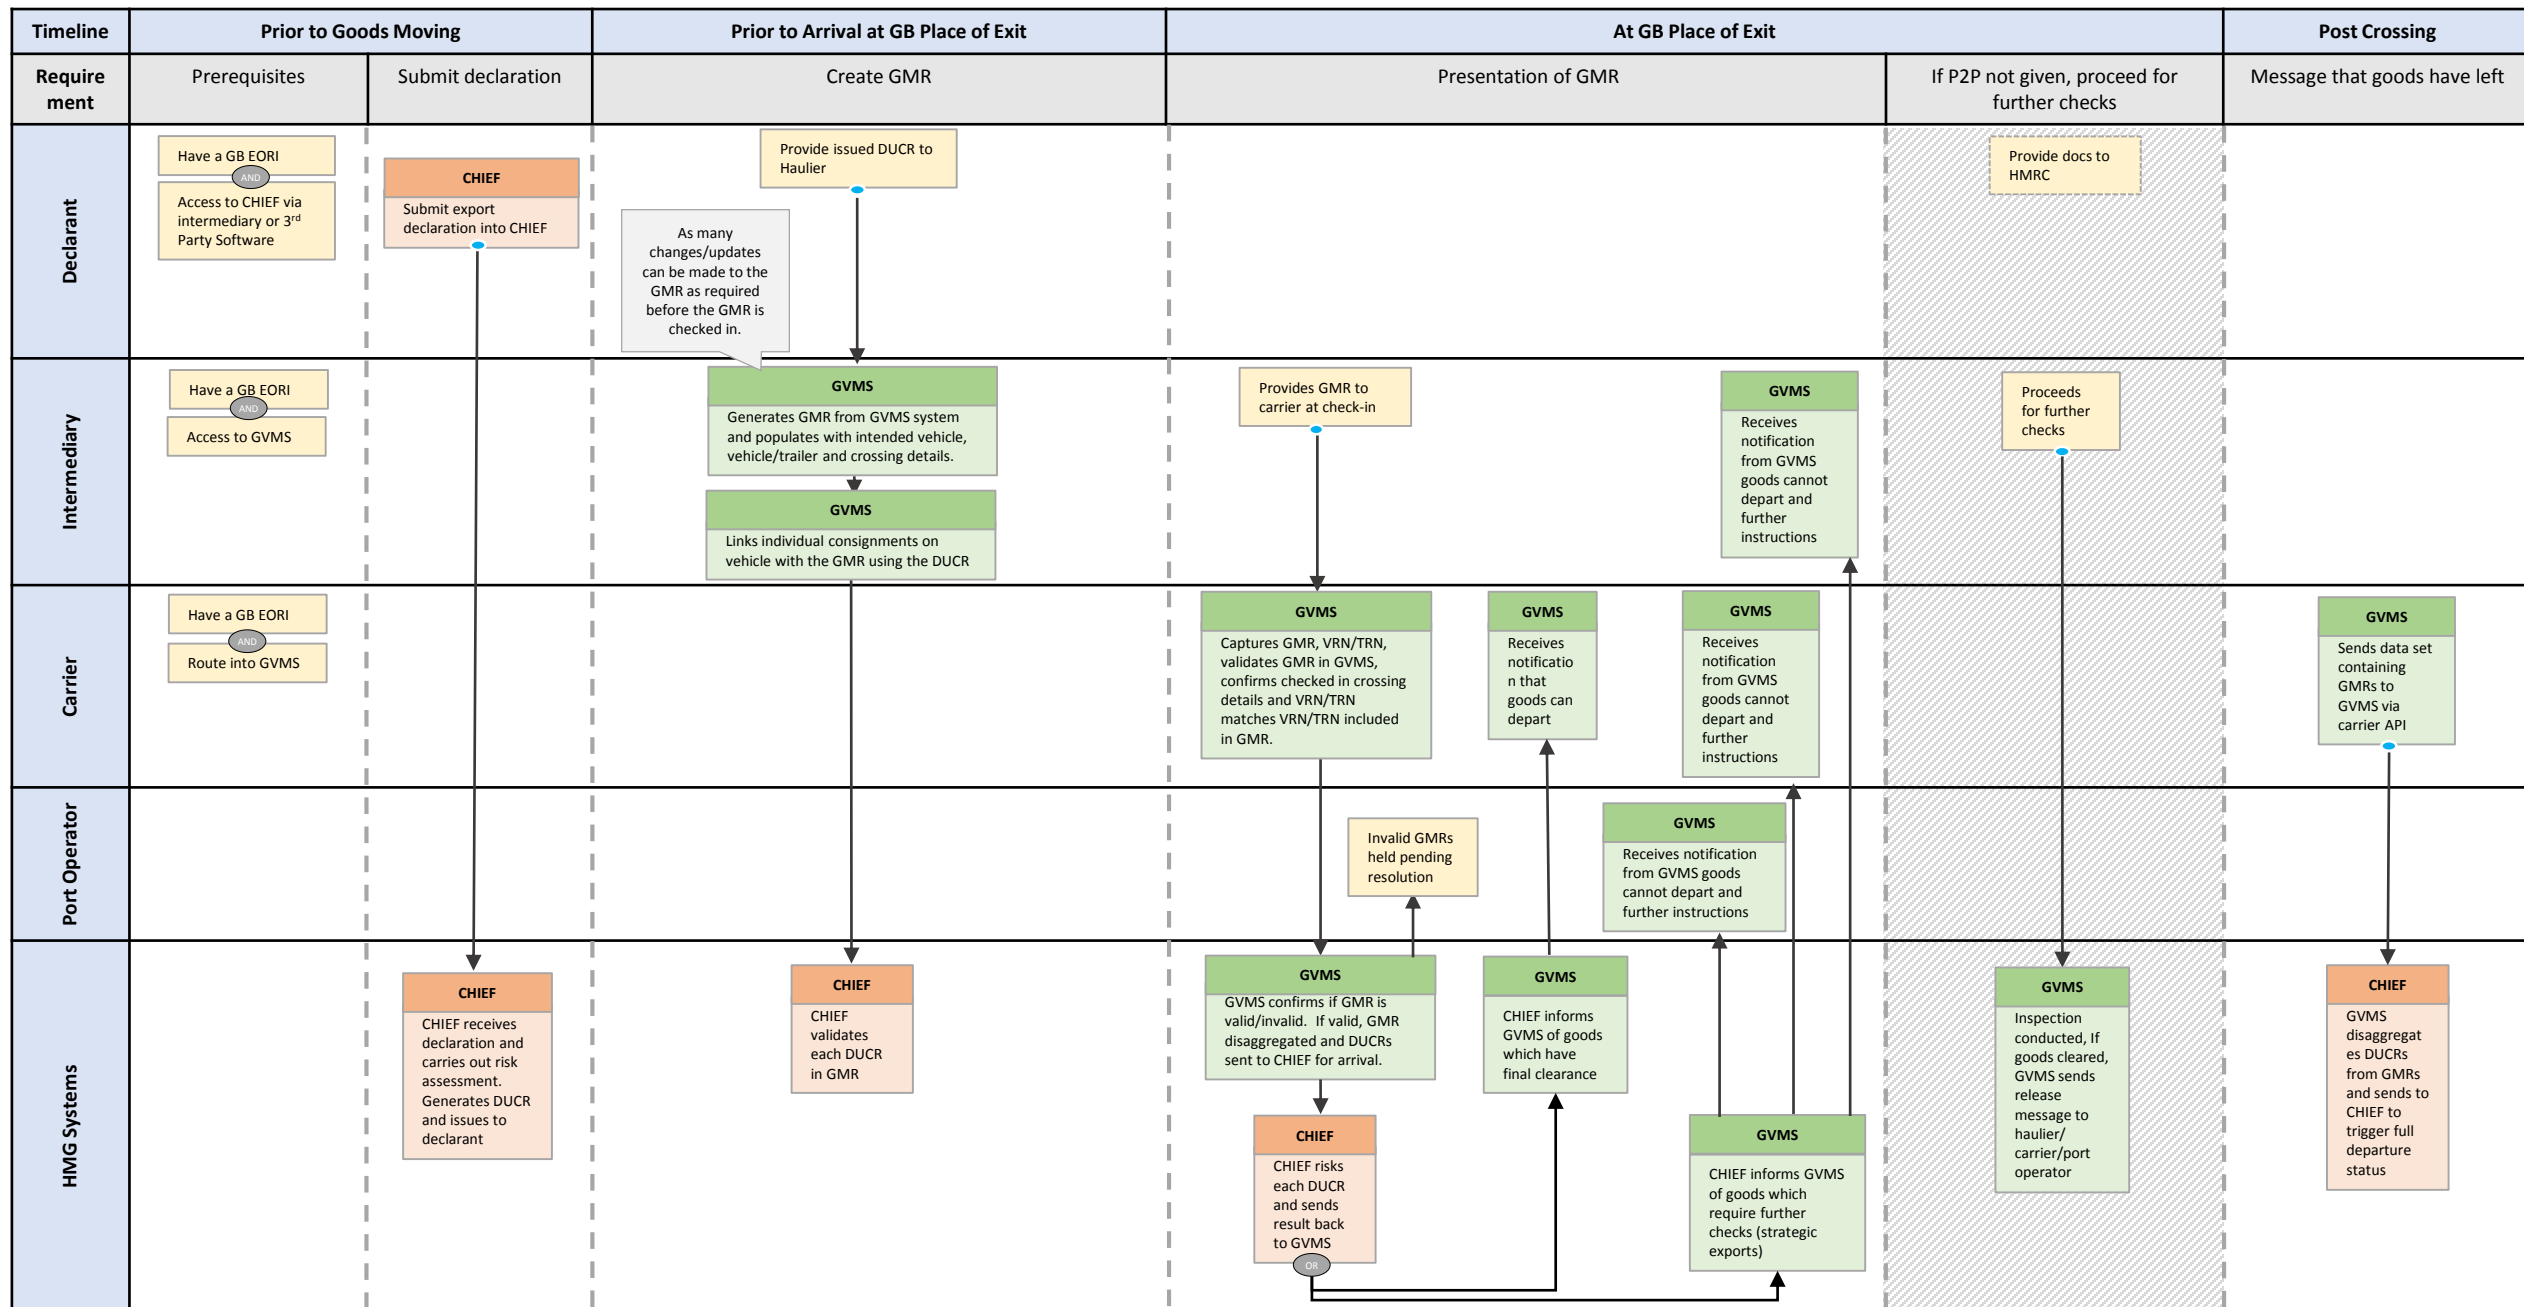 Timeline
Prior to Goods Moving
Prior to Arrival at GB Place of Exit
At GB Place of Exit
Post Crossing
Require
ment
Prerequisites
Submit declaration
Create GMR
Presentation of GMR
If P2P not given, proceed for
further checks
Message that goods have left
Declarant
Have a GB EORI
AND
Access to CHIEF via
intermediary or 3rd
Party Software
CHIEF
Submit export
declaration into CHIEF
Provide issued DUCR to
Haulier
As many
changes/updates
can be made to the
GMR as required
before the GMR is
checked in.
Provide docs to
HMRC
Intermediary
Have a GB EORI
AND
Access to GVMS
GVMS
Generates GMR from GVMS system
and populates with intended vehicle,
vehicle/trailer and crossing details.
GVMS
Links individual consignments on
vehicle with the GMR using the DUCR
Provides GMR to
carrier at check-in
GVMS
Receives
notification
from GVMS
goods cannot
depart and
further
instructions
Proceeds
for further
checks
Carrier
Have a GB EORI
AND
Route into GVMS
GVMS
Captures GMR, VRN/TRN,
validates GMR in GVMS,
confirms checked in crossing
details and VRN/TRN
matches VRN/TRN included
in GMR.
GVMS
Receives
notificatio
n that
goods can
depart
GVMS
Receives
notification
from GVMS
goods cannot
depart and
further
instructions
GVMS
Sends data set
containing
GMRs to
GVMS via
carrier API
Port Operator
Invalid GMRs
held pending
resolution
GVMS
Receives notification
from GVMS goods
cannot depart and
further instructions
HMG Systems
CHIEF
CHIEF receives
declaration and
carries out risk
assessment.
Generates DUCR
and issues to
declarant
CHIEF
CHIEF
validates
each DUCR
in GMR
GVMS
GVMS confirms if GMR is
valid/invalid.  If valid, GMR
disaggregated and DUCRs
sent to CHIEF for arrival.
CHIEF
CHIEF risks
each DUCR
and sends
result back
to GVMS
OR
GVMS
CHIEF informs
GVMS of goods
which have
final clearance
GVMS
CHIEF informs GVMS
of goods which
require further
checks (strategic
exports)
GVMS
Inspection
conducted, If
goods cleared,
GVMS sends
release
message to
haulier/
carrier/port
operator
CHIEF
GVMS
disaggregat
es DUCRs
from GMRs
and sends to
CHIEF to
trigger full
departure
status